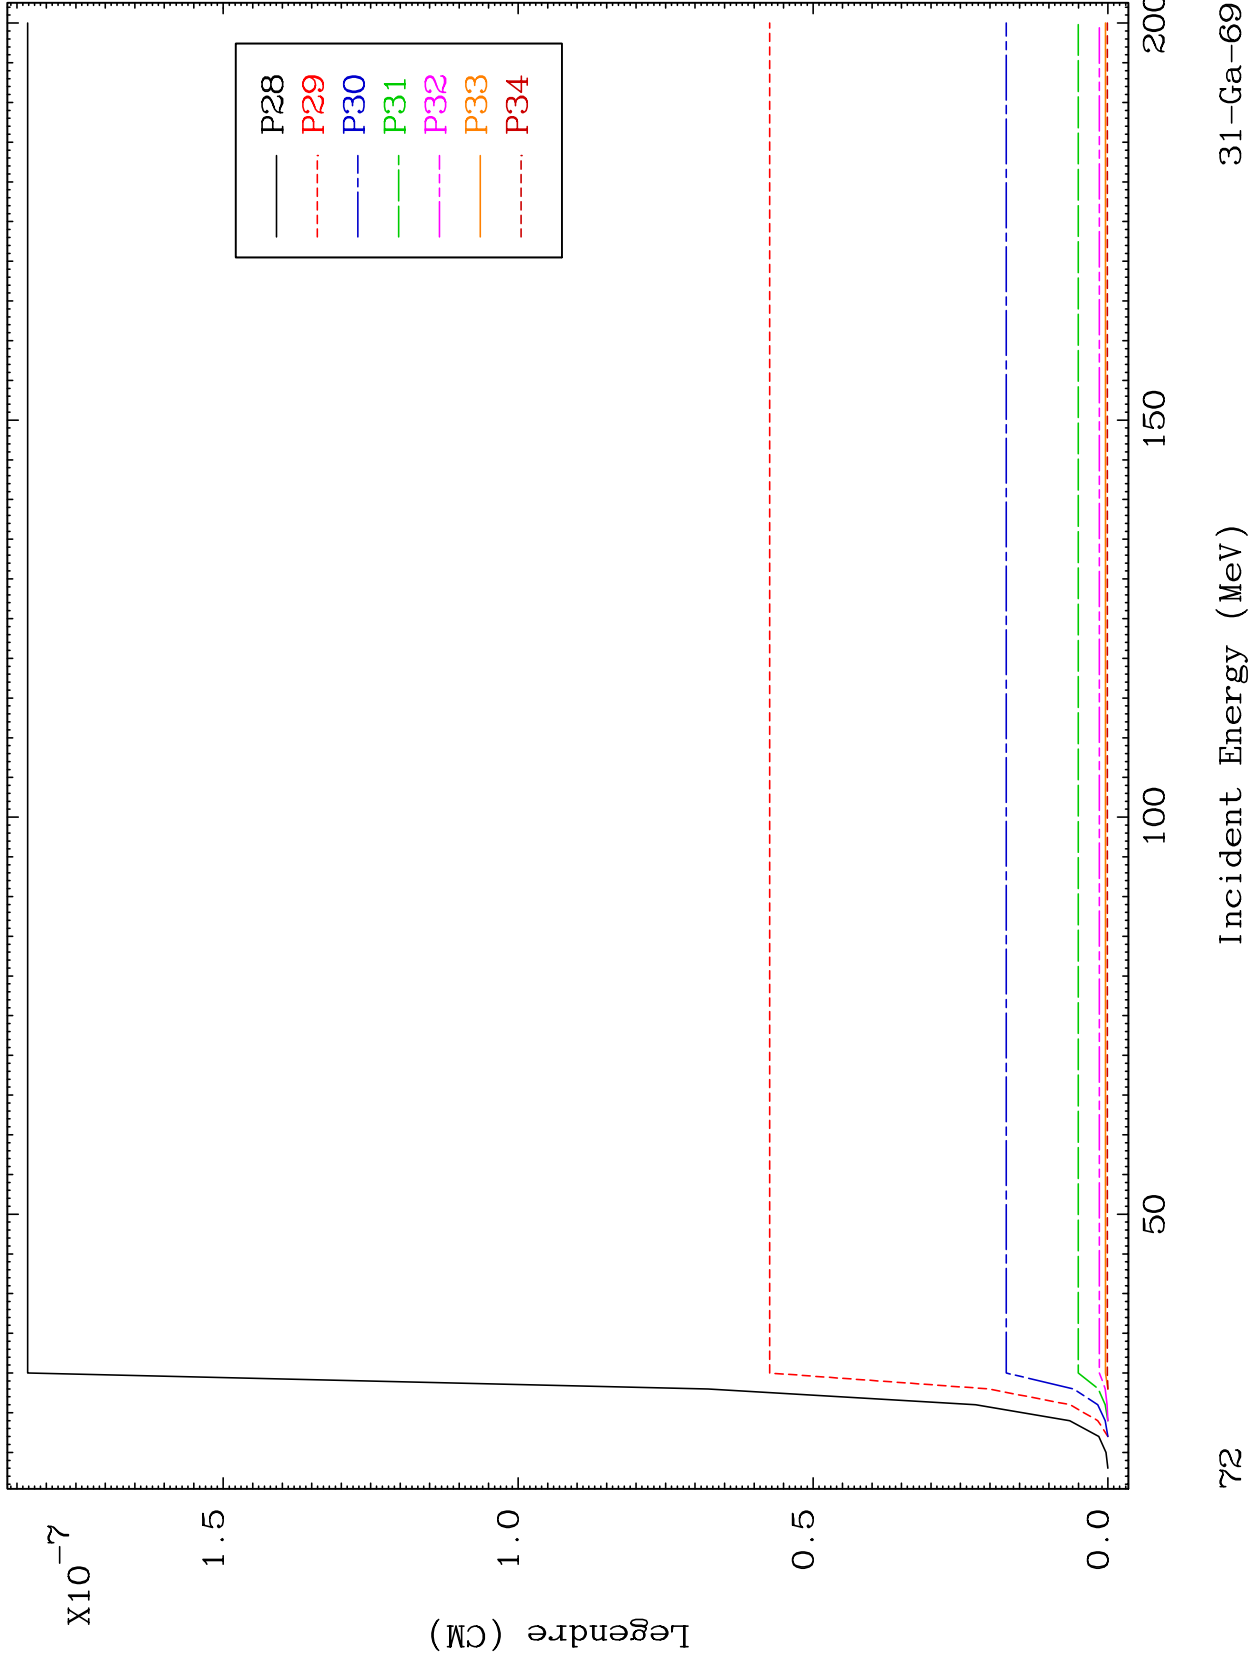 X10-7
1.5
1.0
0.5
0.0
Legendre (CM)
P28
P29
P30
P31
P32
P33
P34
50
100
150
200
Incident Energy (MeV)
72
31-Ga-69